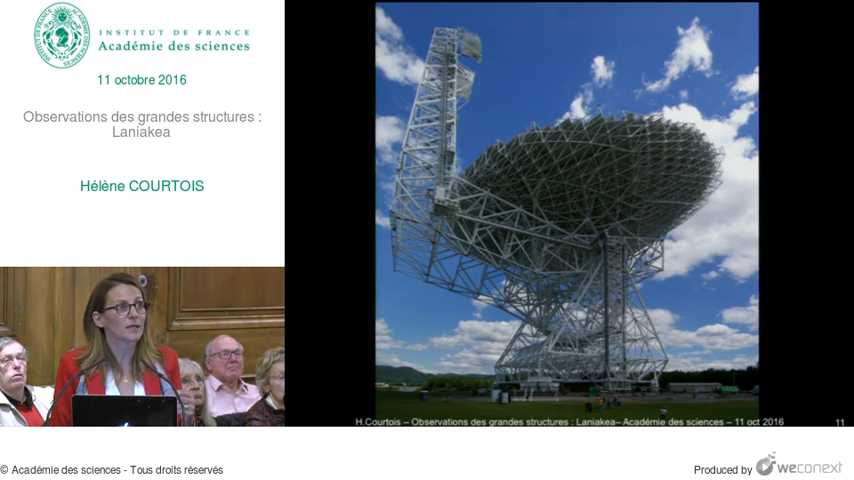 INSTITUT DE FRANCE
Académie des sciences
11 octobre 2016
Observations des grandes structures :
Laniakea
Hélène COURTOIS
H.Courtois – Observations des grandes structures : Laniakea– Académie des sciences – 11 oct 2016
11
© Académie des sciences - Tous droits réservés
Produced by weconext